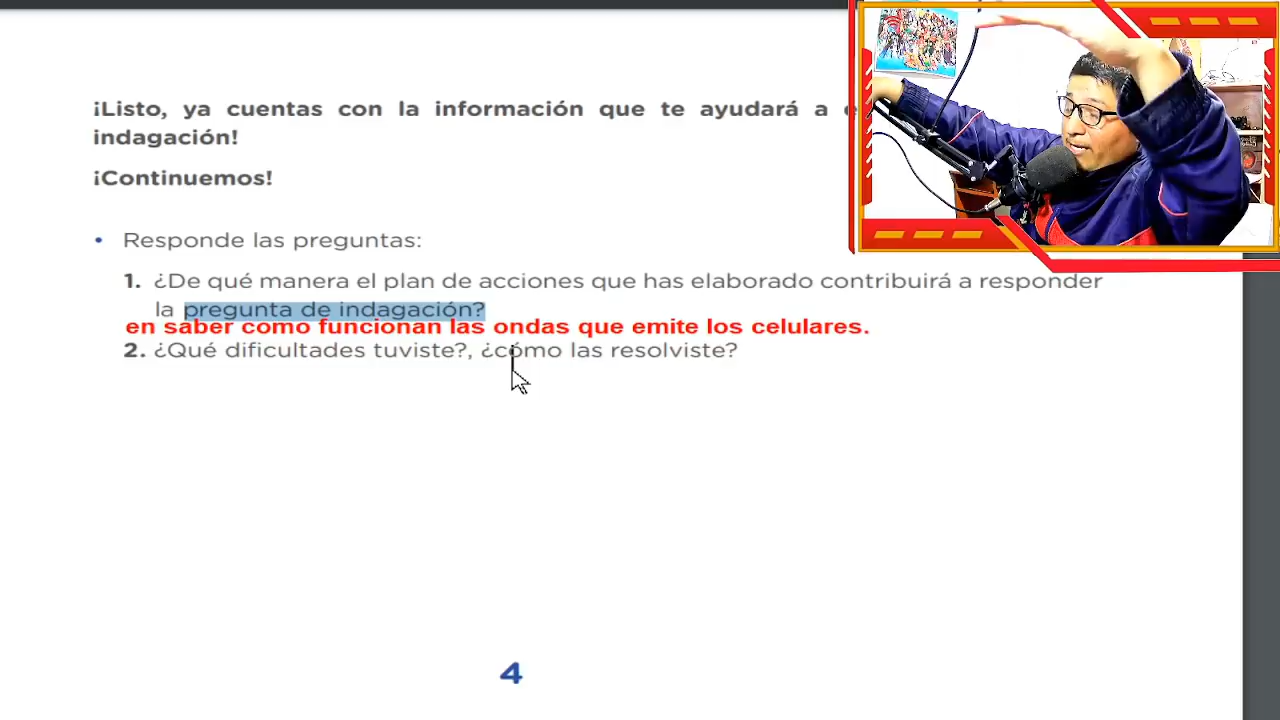 ¡Listo, ya cuentas con la información que te ayudará a
indagación!
¡Continuemos!
• Responde las preguntas:
1. ¿De qué manera el plan de acciones que has elaborado contribuirá a responder
la pregunta de indagación?
en saber como funcionan las ondas que emite los celulares.
2. ¿Qué dificultades tuviste?, ¿cómo las resolviste?
4